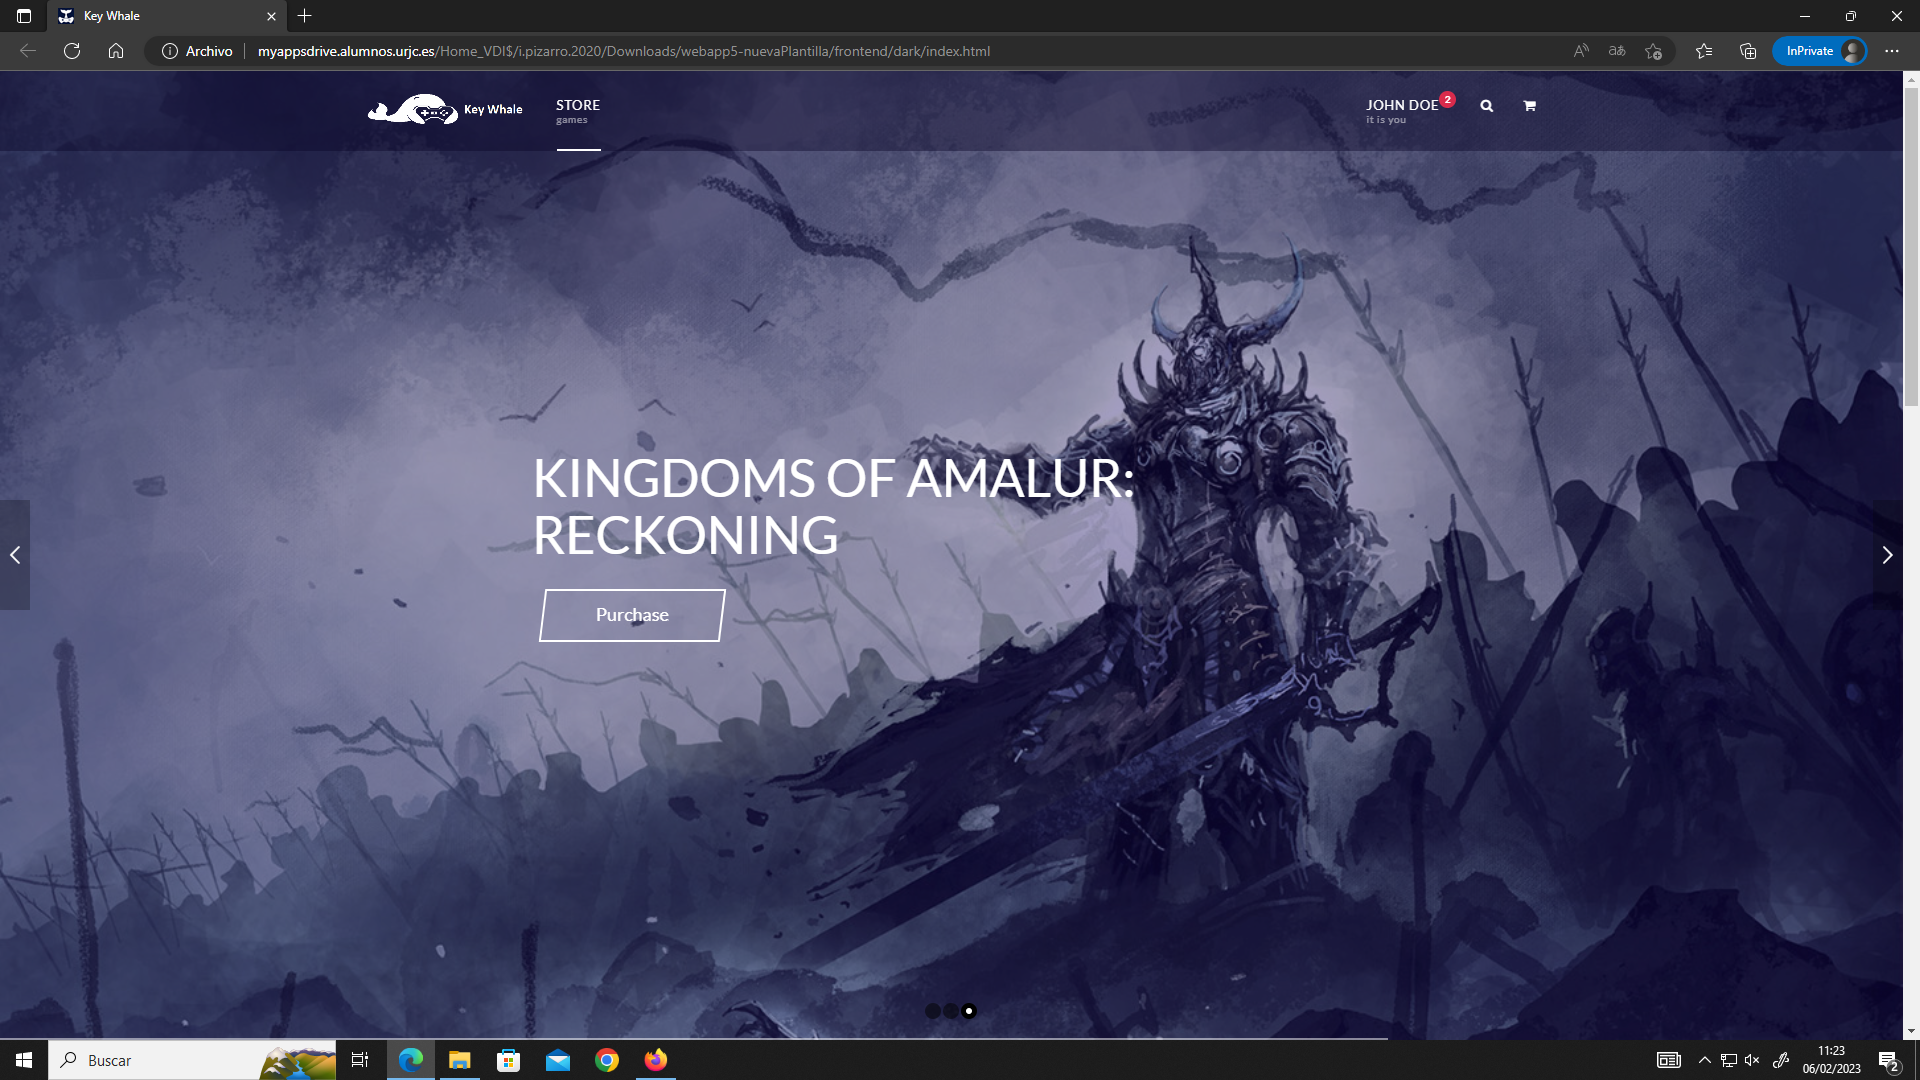 Key Whale
Archivo
myappsdrive.alumnos.urjc.es/Home_VDI$/i.pizarro.2020/Downloads/webapp5-nuevaPlantilla/frontend/dark/index.html
InPrivate
Key Whale
STORE
games
JOHN DOE 2
it is you
KINGDOMS OF AMALUR:
RECKONING
Purchase
Buscar
11:23
06/02/2023
2